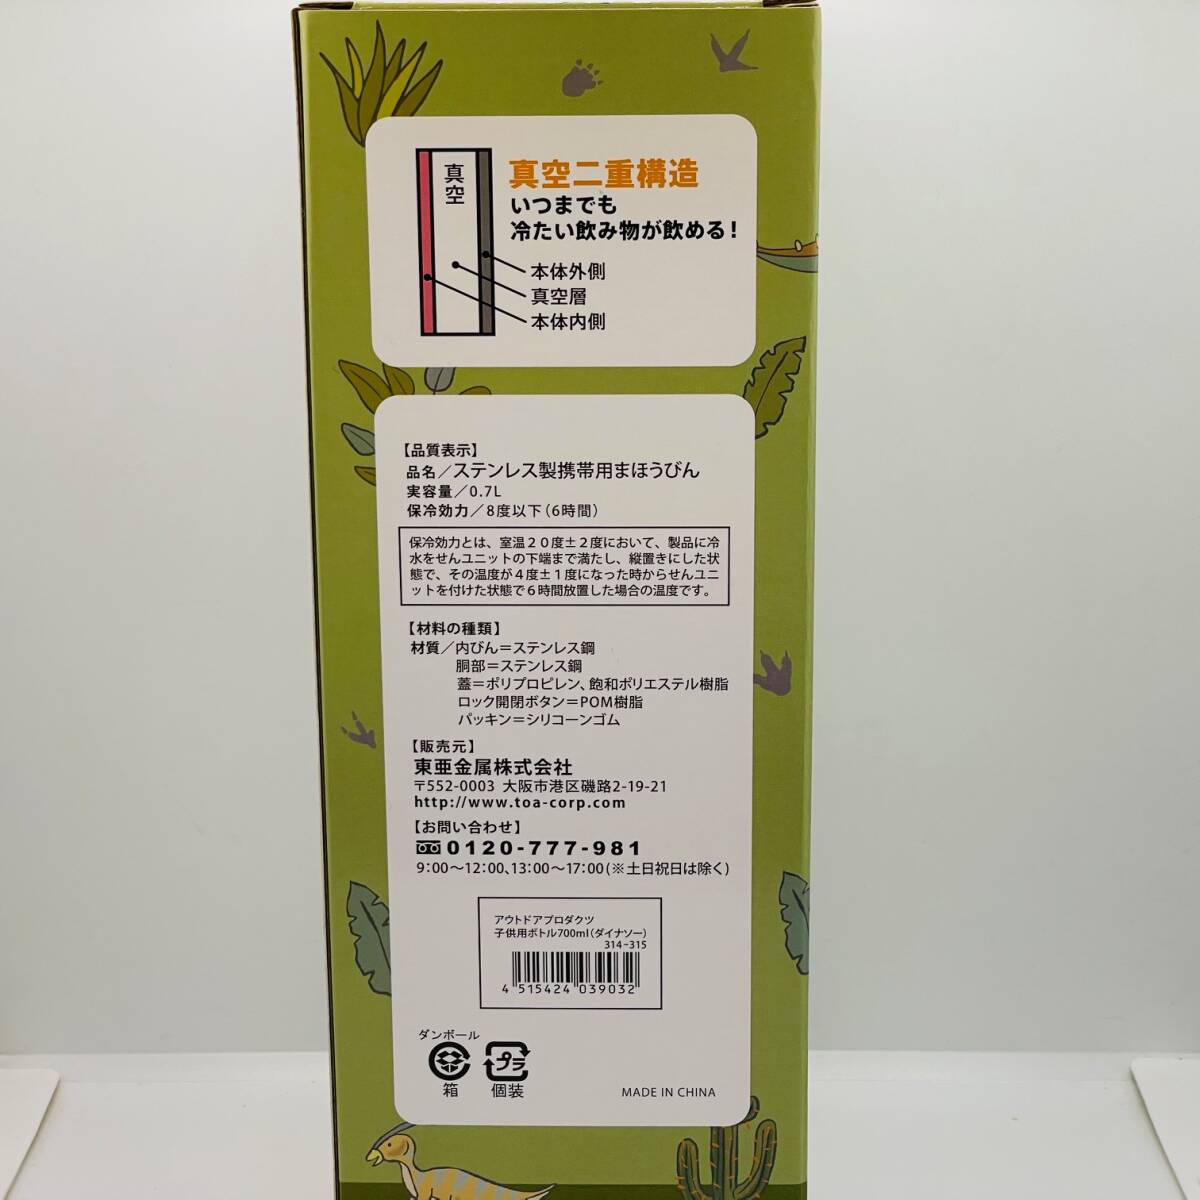 真空
真空二重構造
いつまでも
冷たい飲み物が飲める！
本体外側
真空層
本体内側
【品質表示】
品名／ステンレス製携帯用まほうびん
実容量／0.7L
保冷効力／8度以下（6時間）
保冷効力とは、室温２０度±２度において、製品に冷
水をせんユニットの下端まで満たし、縦置きにした状
態で、その温度が４度±１度になった時からせんユニ
ットを付けた状態で６時間放置した場合の温度です。
【材料の種類】
材質／内びん＝ステンレス鋼
胴部＝ステンレス鋼
蓋＝ポリプロピレン、飽和ポリエステル樹脂
ロック開閉ボタン＝POM樹脂
パッキン＝シリコーンゴム
【販売元】
東亜金属株式会社
〒552-0003 大阪市港区磯路2-19-21
http://www.toa-corp.com
【お問い合わせ】
0120-777-981
9：00～12：00、13：00～17：00（※土日祝日は除く）
アウトドアプロダクツ
子供用ボトル700ml（ダイナソー）
314-315
4 515424 039032
ダンボール
箱
プラ
個装
MADE IN CHINA